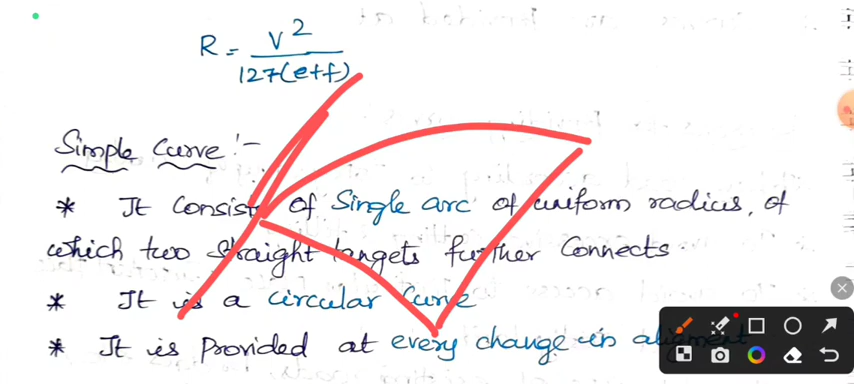 R = V²/127(e+f)
Simple Curve :-
* It consist of Single arc of uniform radius, of
which two straight tangets further Connects.
* It is a circular Curve
* It is Provided at every change in aligment